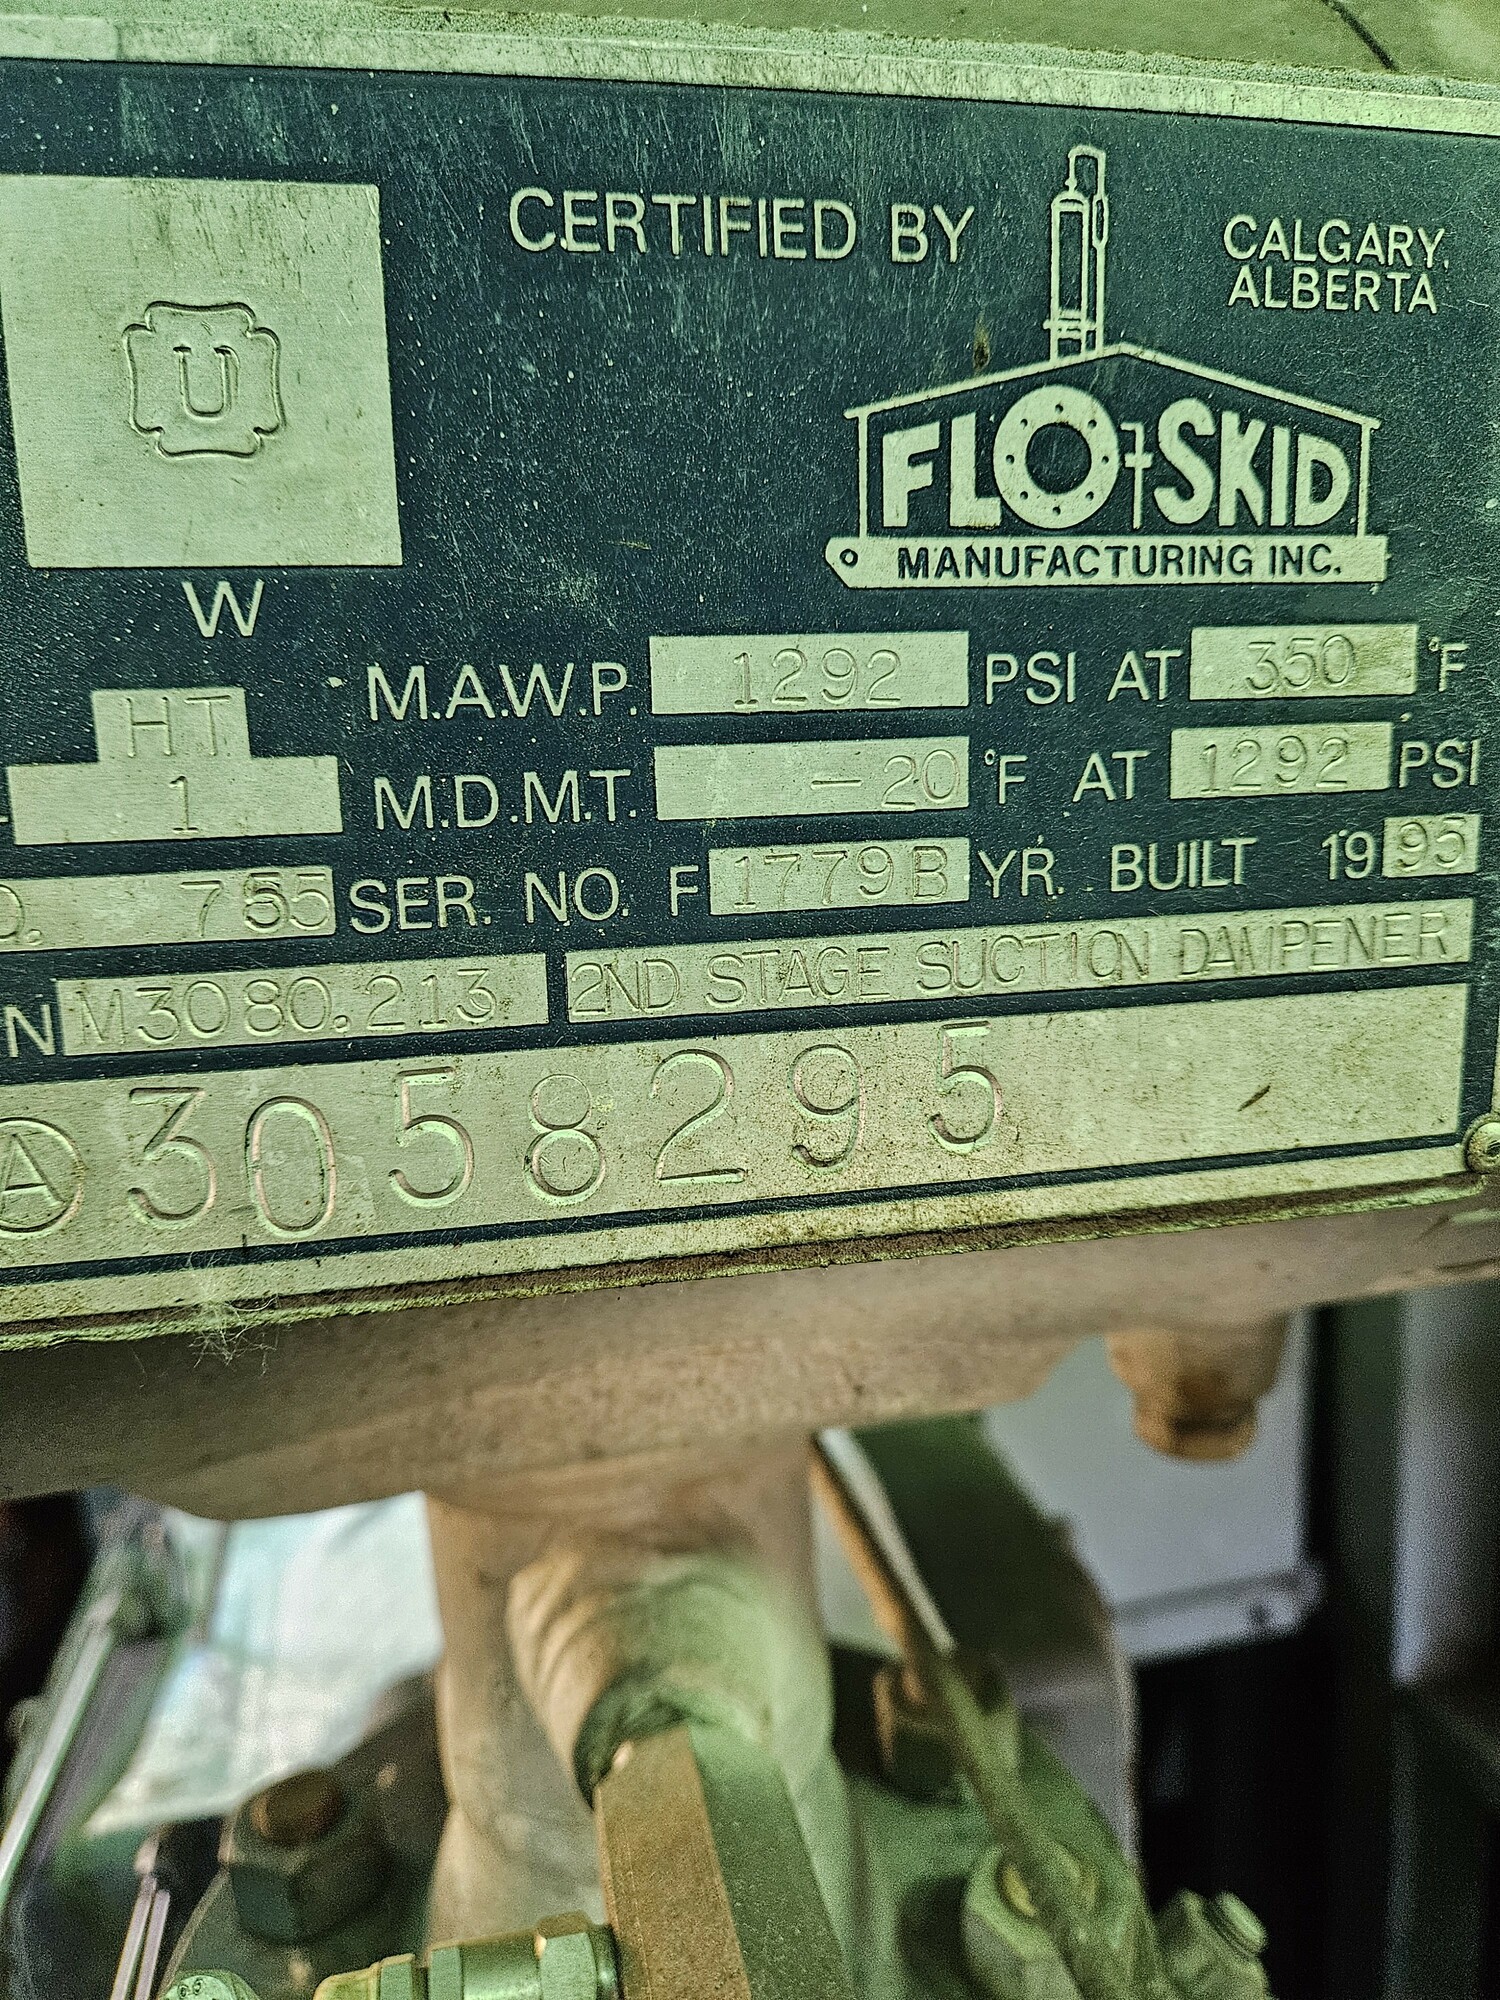 CERTIFIED BY
CALGARY, ALBERTA
U
FLO-SKID
MANUFACTURING INC.
W
HT
M.A.W.P. 1292 PSI AT 350 °F
1
M.D.M.T. -20 °F AT 1292 PSI
SER. NO. F 1779B YR. BUILT 1995
N M3080.213 2ND STAGE SUCTION DAMPENER
A 3058295